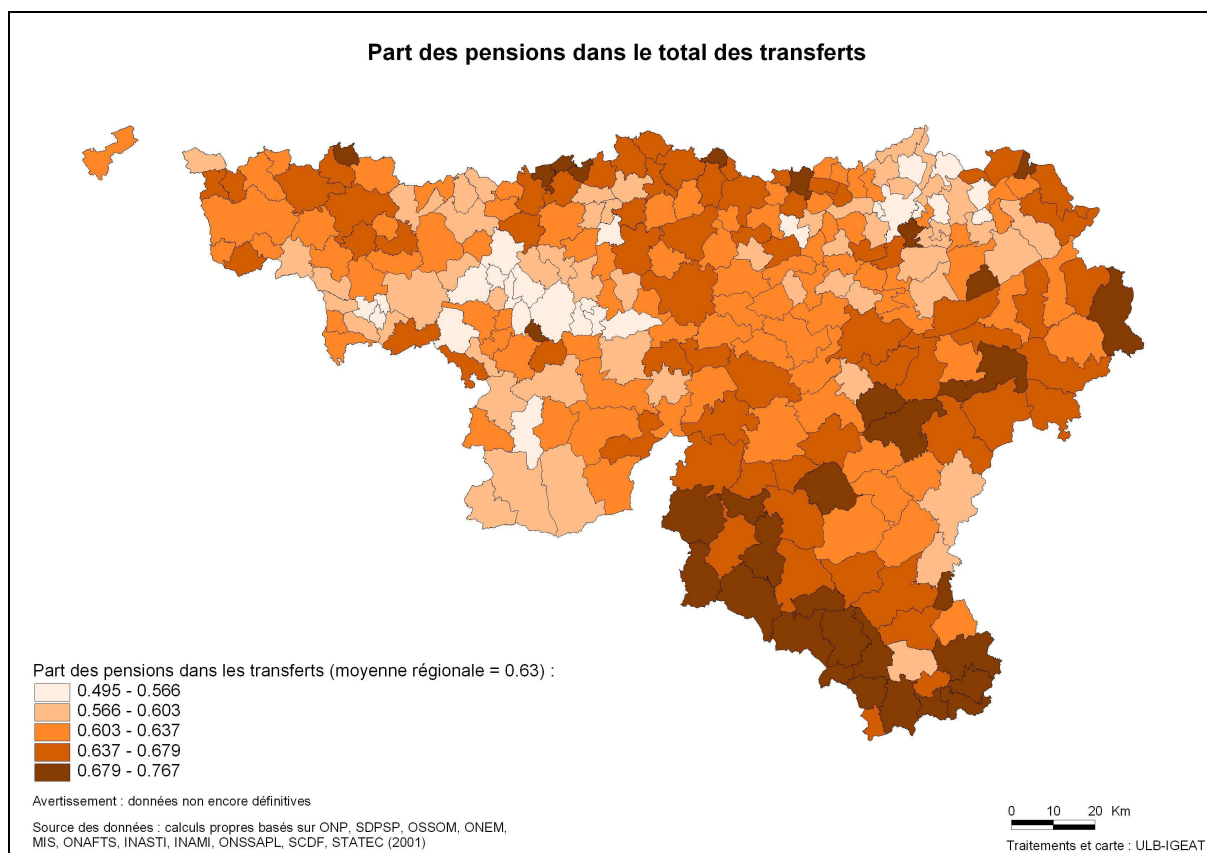 Part des pensions dans le total des transferts
Part des pensions dans les transferts (moyenne régionale = 0.63) :
0.495 - 0.566
0.566 - 0.603
0.603 - 0.637
0.637 - 0.679
0.679 - 0.767
Avertissement : données non encore définitives
Source des données : calculs propres basés sur ONP, SDPSP, OSSOM, ONEM,
MIS, ONAFTS, INASTI, INAMI, ONSSAPL, SCDF, STATEC (2001)
0 10 20 Km
Traitements et carte : ULB-IGEAT